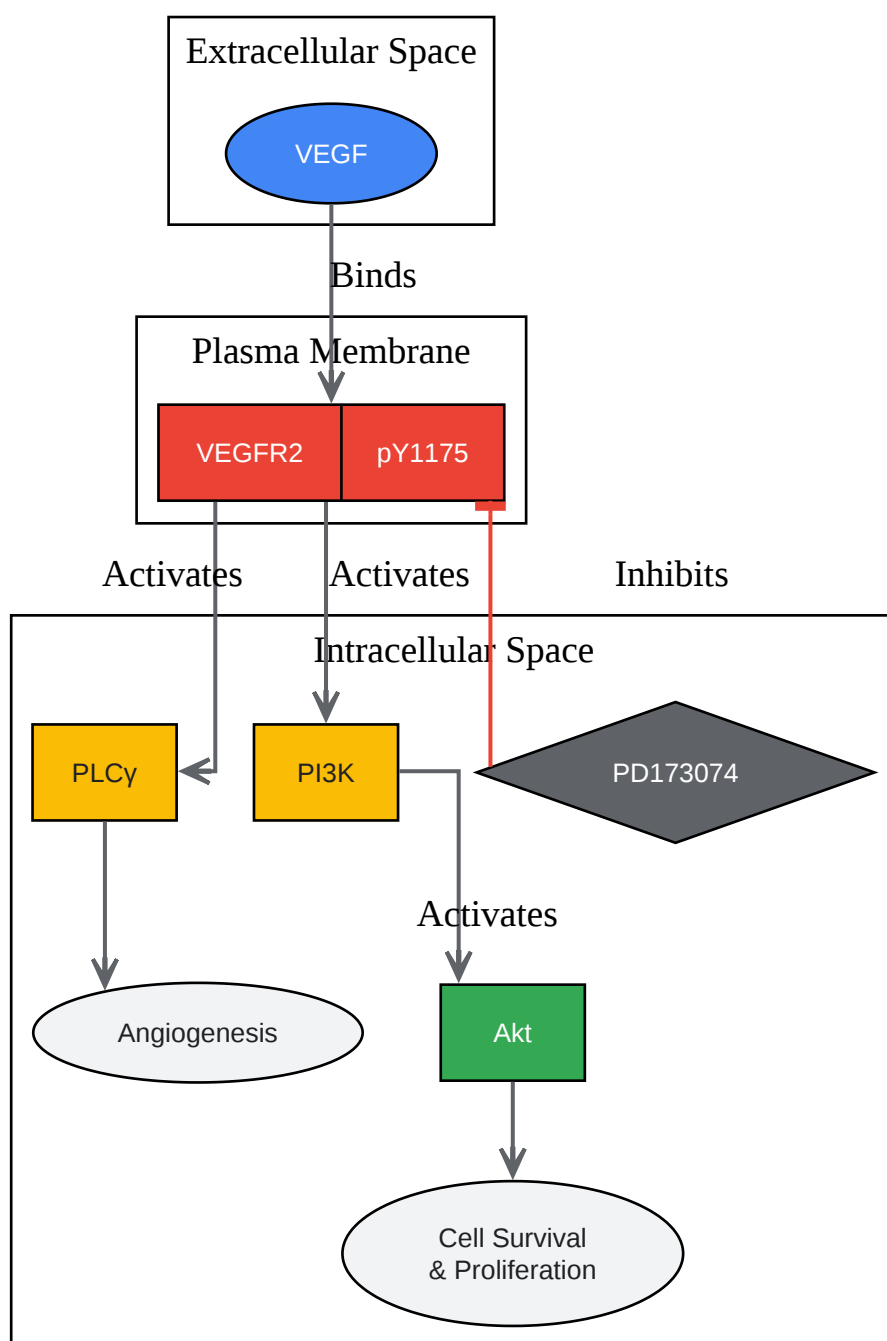 Extracellular Space
VEGF
Binds
Plasma Membrane
VEGFR2
pY1175
Activates
Activates
Inhibits
Intracellular Space
PLCγ
PI3K
PD173074
Activates
Angiogenesis
Akt
Cell Survival
& Proliferation